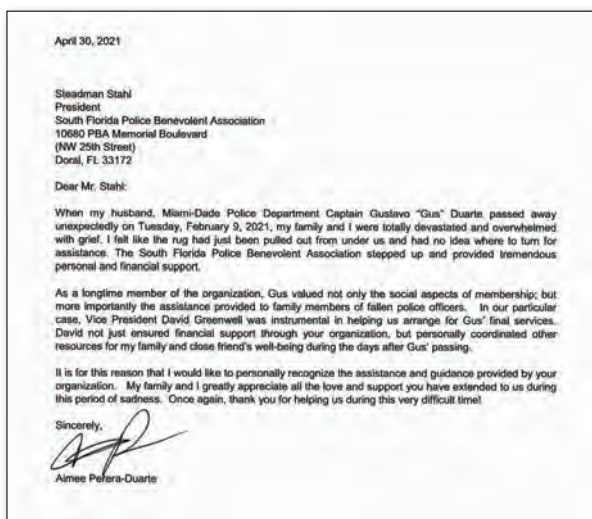 April 30, 2021
Steadman Stahl
President
South Florida Police Benevolent Association
10680 PBA Memorial Boulevard
(NW 25th Street)
Doral, FL 33172
Dear Mr. Stahl:
When my husband, Miami-Dade Police Department Captain Gustavo "Gus" Duarte passed away
unexpectedly on Tuesday, February 9, 2021, my family and I were totally devastated and overwhelmed
with grief. I felt like the rug had just been pulled out from under us and had no idea where to turn for
assistance. The South Florida Police Benevolent Association stepped up and provided tremendous
personal and financial support.
As a longtime member of the organization, Gus valued not only the social aspects of membership; but
more importantly the assistance provided to family members of fallen police officers. In our particular
case, Vice President David Greenwell was instrumental in helping us arrange for Gus' final services.
David not just ensured financial support through your organization, but personally coordinated other
resources for my family and close friend's well-being during the days after Gus' passing.
It is for this reason that I would like to personally recognize the assistance and guidance provided by your
organization. My family and I greatly appreciate all the love and support you have extended to us during
this period of sadness. Once again, thank you for helping us during this very difficult time!
Sincerely,
Aimee Perera-Duarte